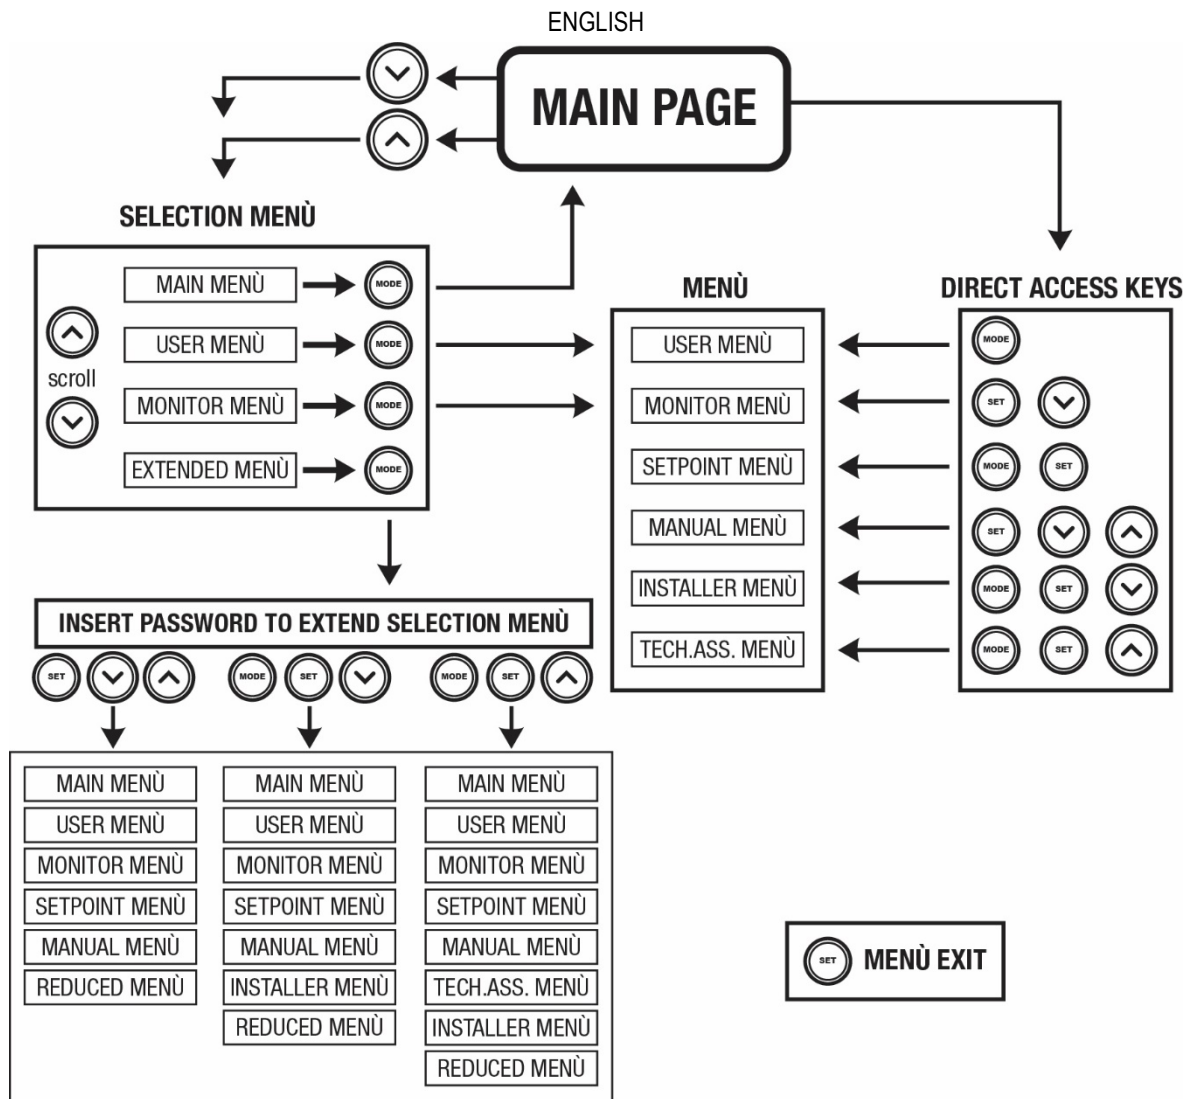 ENGLISH
MAIN PAGE
SELECTION MENÙ
MAIN MENÙ MODE
USER MENÙ MODE
scroll
MONITOR MENÙ MODE
EXTENDED MENÙ MODE
MENÙ
USER MENÙ
MONITOR MENÙ
SETPOINT MENÙ
MANUAL MENÙ
INSTALLER MENÙ
TECH.ASS. MENÙ
DIRECT ACCESS KEYS
MODE
SET
MODE SET
SET
MODE SET
MODE SET
INSERT PASSWORD TO EXTEND SELECTION MENÙ
SET
MODE SET
MODE SET
MAIN MENÙ
USER MENÙ
MONITOR MENÙ
SETPOINT MENÙ
MANUAL MENÙ
REDUCED MENÙ
MAIN MENÙ
USER MENÙ
MONITOR MENÙ
SETPOINT MENÙ
MANUAL MENÙ
INSTALLER MENÙ
REDUCED MENÙ
MAIN MENÙ
USER MENÙ
MONITOR MENÙ
SETPOINT MENÙ
MANUAL MENÙ
TECH.ASS. MENÙ
INSTALLER MENÙ
REDUCED MENÙ
SET MENÙ EXIT